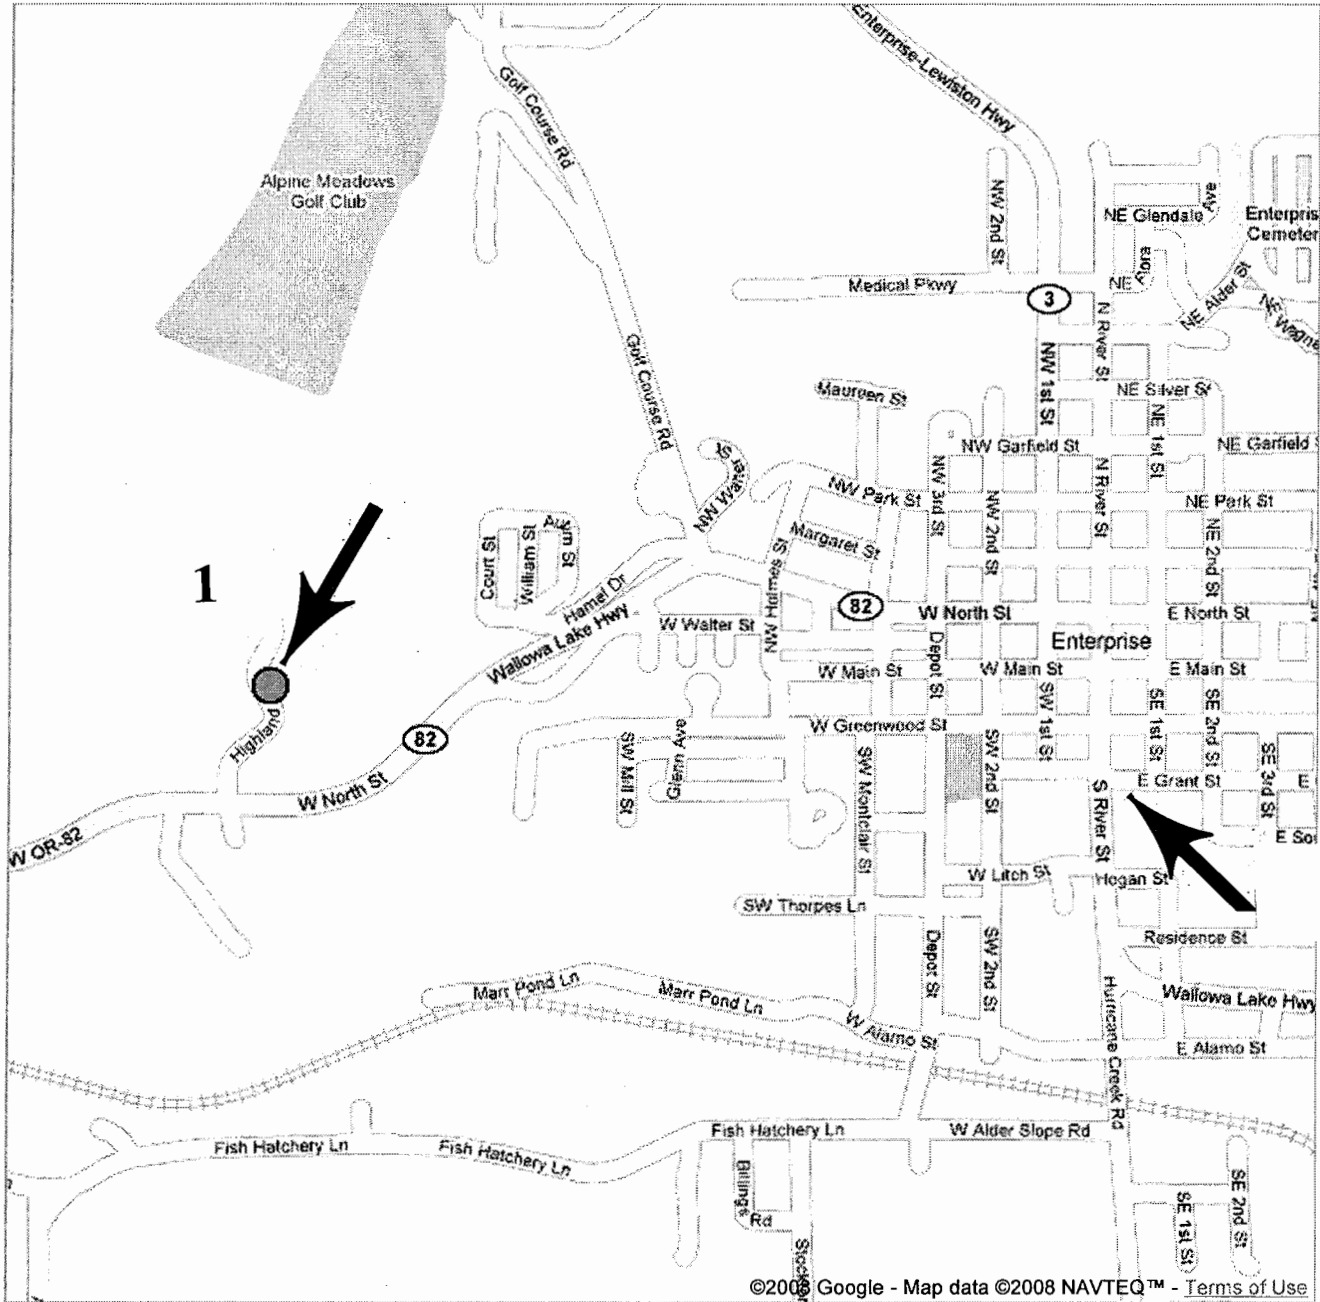 Enterprise-Lewiston Hwy
Golf Course Rd
Alpine Meadows
Golf Club
NW 2nd St
NE Glendale
Ave
Enterpris
Cemeter
Medical Pkwy
3
NE
Alora
NE Alder St
NE Wagne
N River St
Golf Course Rd
NW 1st St
Maureen St
NE Silver St
NE 1st St
NW Garfield St
NE Garfield S
NW Water St
NW Park St
NW 3rd St
NW 2nd St
N River St
NE Park St
NE 2nd St
Margaret St
Court St
William St
Autum St
1
Hamel Dr
Wallowa Lake Hwy
W Walter St
NW Holmes St
82
W North St
E North St
Enterprise
Depot St
W Main St
W Main St
E Main St
Highland
82
W North St
W OR-82
W Greenwood St
SW Mill St
Glenn Ave
SW Montclair St
SW 2nd St
SW 1st St
SE 1st St
SE 2nd St
SE 3rd St
E Grant St
E
S River St
E Sou
W Litch St
Hogan St
SW Thorpes Ln
Residence St
Depot St
SW 2nd St
Marr Pond Ln
Marr Pond Ln
W Alamo St
Hurricane Creek Rd
Wallowa Lake Hwy
E Alamo St
Fish Hatchery Ln
Fish Hatchery Ln
Fish Hatchery Ln
W Alder Slope Rd
Billings
Rd
SE 1st St
SE 2nd St
©2008 Google - Map data ©2008 NAVTEQ™ - Terms of Use